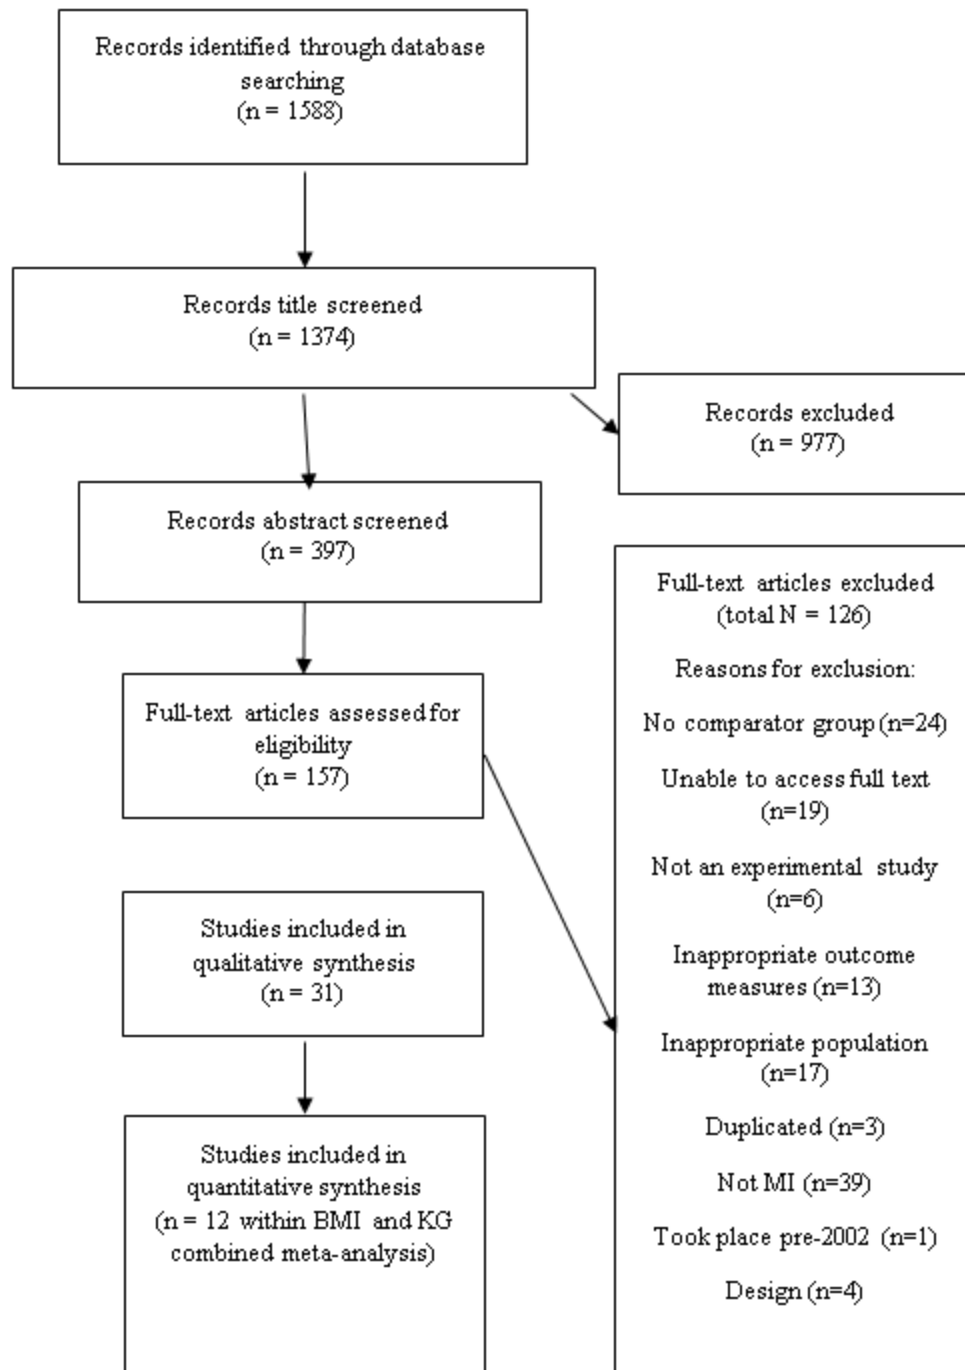 Records identified through database
searching
(n = 1588)
Records title screened
(n = 1374)
Records excluded
(n = 977)
Records abstract screened
(n = 397)
Full-text articles assessed for
eligibility
(n = 157)
Full-text articles excluded
(total N = 126)
Reasons for exclusion:
No comparator group (n=24)
Unable to access full text
(n=19)
Not an experimental study
(n=6)
Inappropriate outcome
measures (n=13)
Inappropriate population
(n=17)
Duplicated (n=3)
Not MI (n=39)
Took place pre-2002 (n=1)
Design (n=4)
Studies included in
qualitative synthesis
(n = 31)
Studies included in
quantitative synthesis
(n = 12 within BMI and KG
combined meta-analysis)